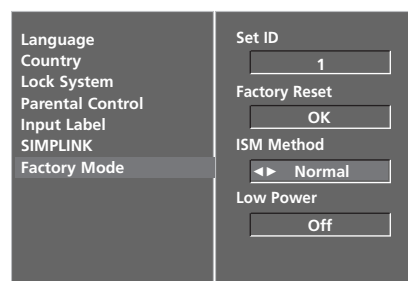 Language
Country
Lock System
Parental Control
Input Label
SIMPLINK
Factory Mode
Set ID
1
Factory Reset
OK
ISM Method
◄► Normal
Low Power
Off